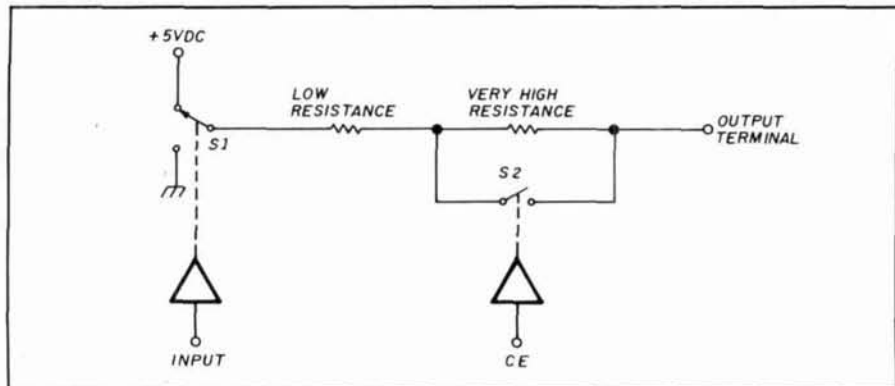 +5VDC
LOW
RESISTANCE
VERY HIGH
RESISTANCE
OUTPUT
TERMINAL
S1
S2
INPUT
CE